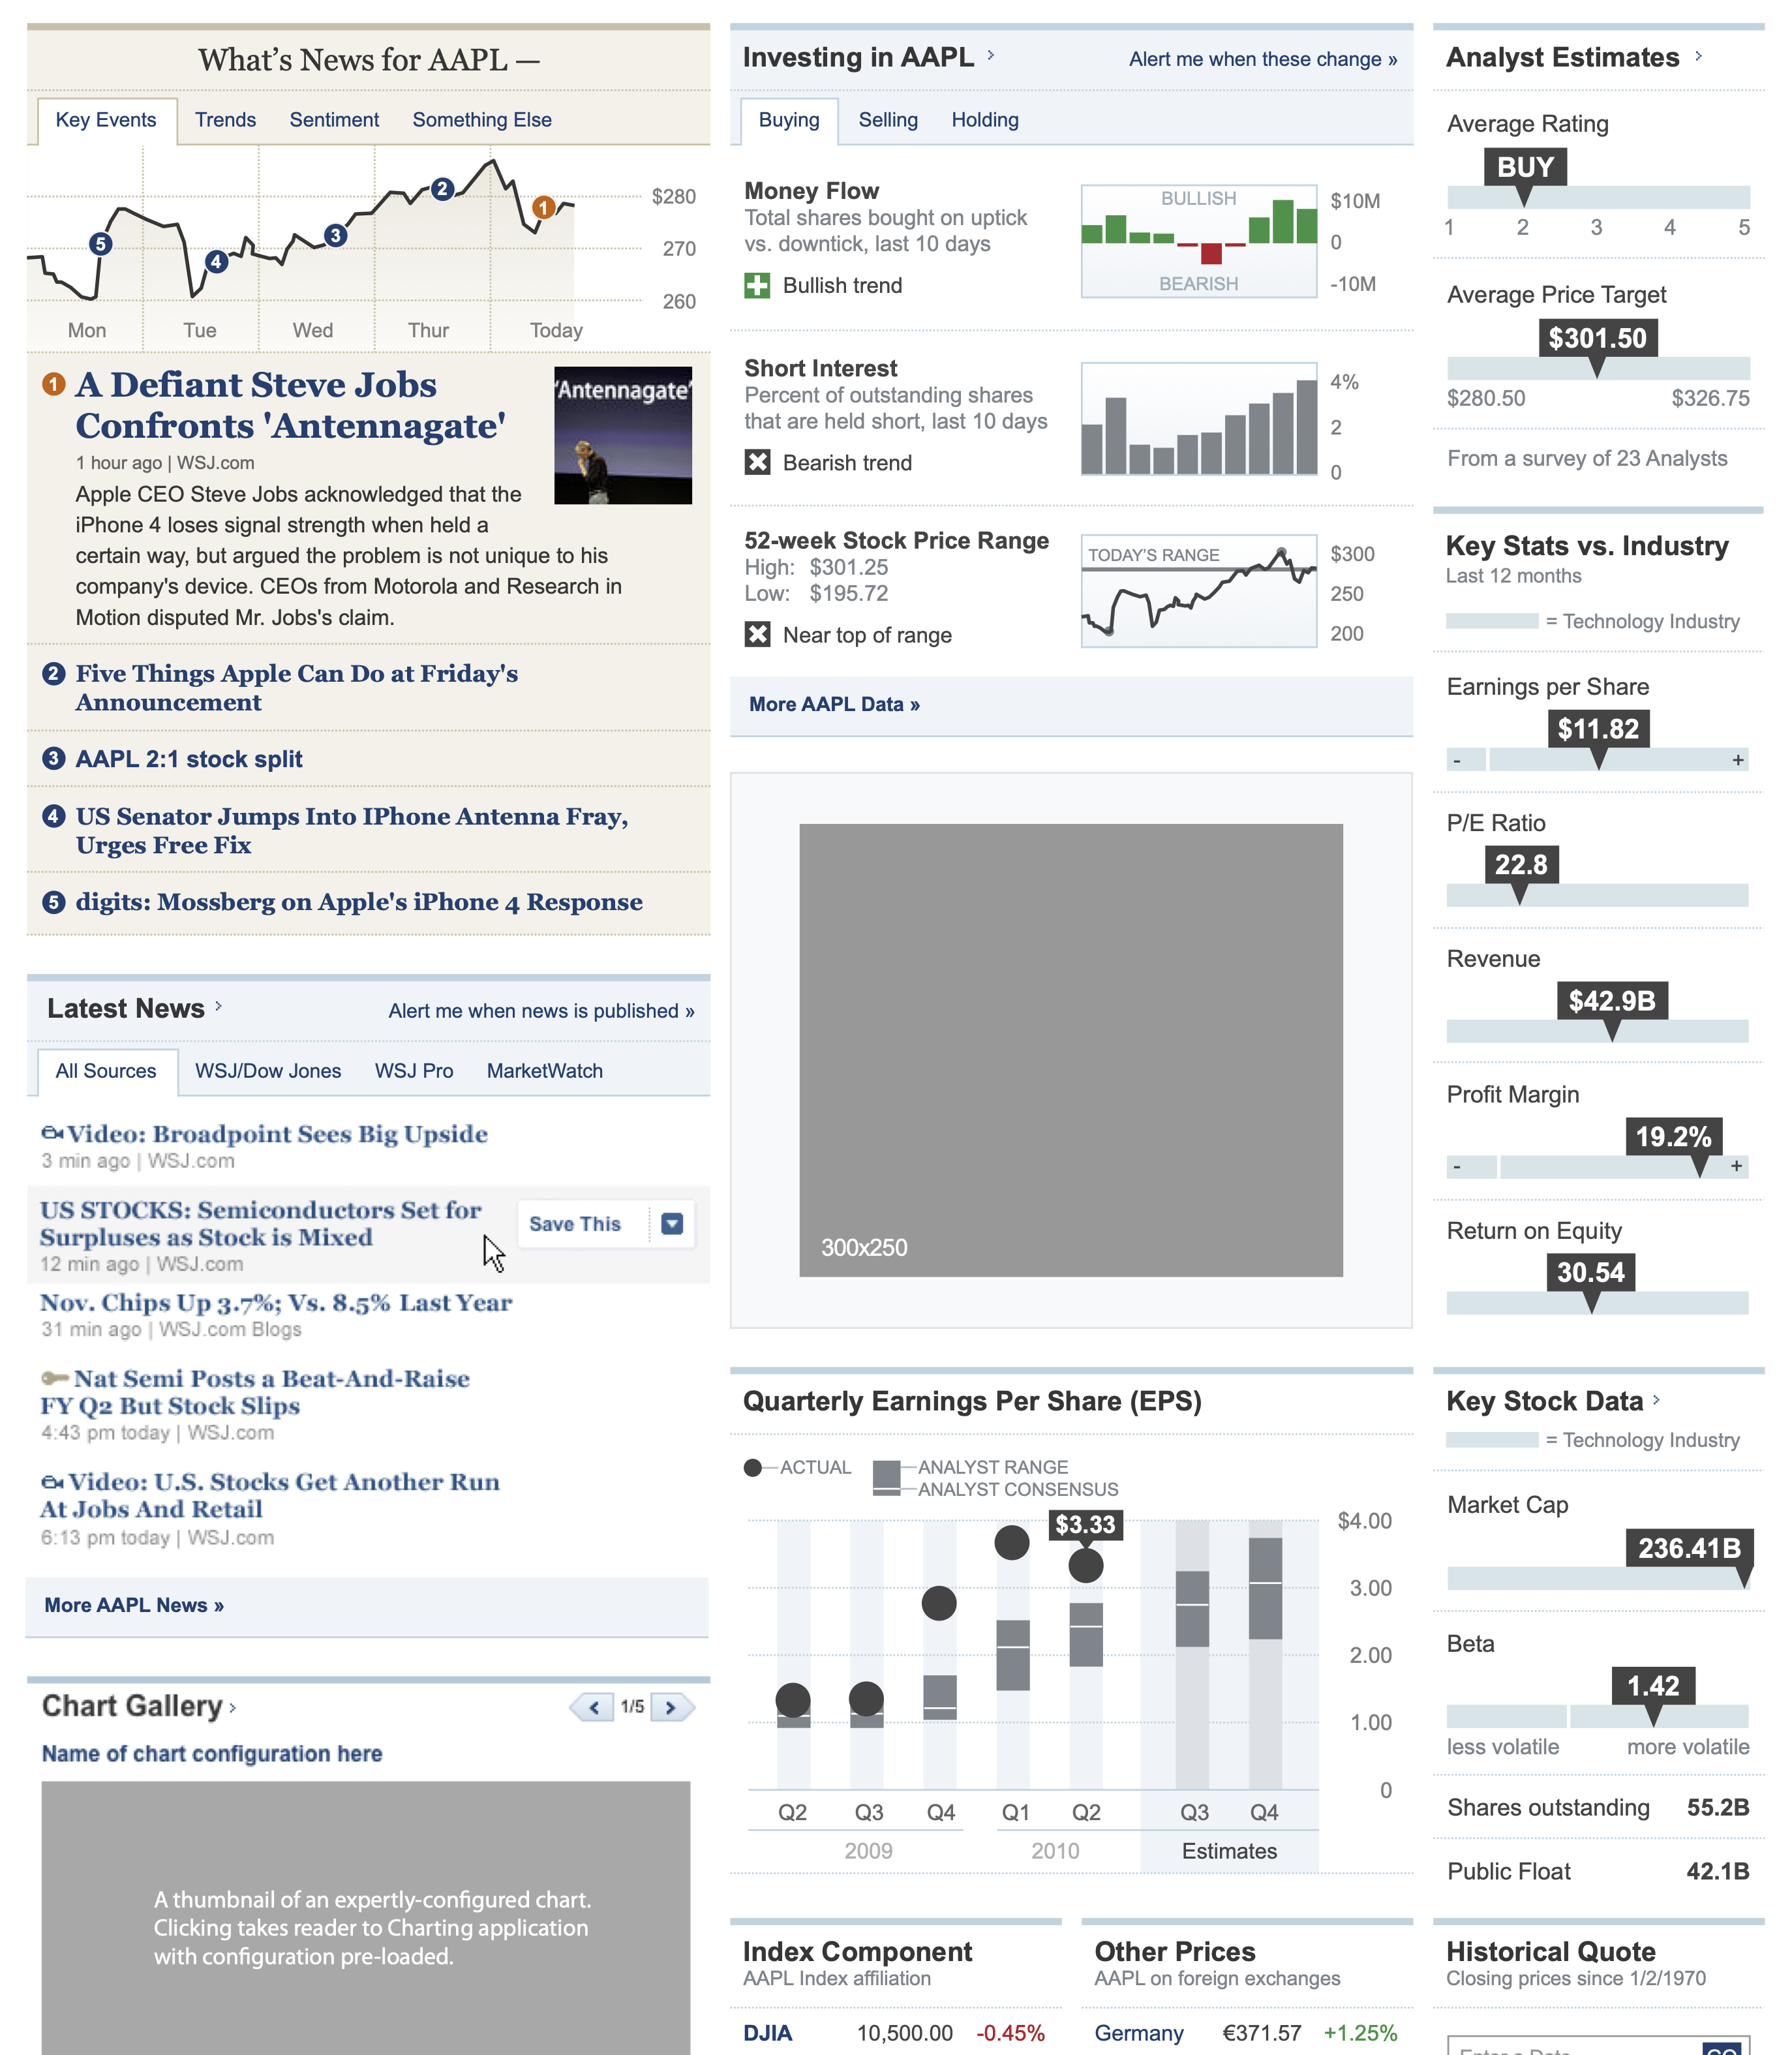 What’s News for AAPL —
Key Events Trends Sentiment Something Else
$280
270
260
5
4
3
2
1
Mon Tue Wed Thur Today
1 A Defiant Steve Jobs
Confronts 'Antennagate'
'Antennagate'
1 hour ago | WSJ.com
Apple CEO Steve Jobs acknowledged that the
iPhone 4 loses signal strength when held a
certain way, but argued the problem is not unique to his
company's device. CEOs from Motorola and Research in
Motion disputed Mr. Jobs's claim.
2 Five Things Apple Can Do at Friday's
Announcement
3 AAPL 2:1 stock split
4 US Senator Jumps Into IPhone Antenna Fray,
Urges Free Fix
5 digits: Mossberg on Apple's iPhone 4 Response
Latest News ›
Alert me when news is published »
All Sources WSJ/Dow Jones WSJ Pro MarketWatch
Video: Broadpoint Sees Big Upside
3 min ago | WSJ.com
US STOCKS: Semiconductors Set for
Surpluses as Stock is Mixed
12 min ago | WSJ.com
Save This
Nov. Chips Up 3.7%; Vs. 8.5% Last Year
31 min ago | WSJ.com Blogs
Nat Semi Posts a Beat-And-Raise
FY Q2 But Stock Slips
4:43 pm today | WSJ.com
Video: U.S. Stocks Get Another Run
At Jobs And Retail
6:13 pm today | WSJ.com
More AAPL News »
Chart Gallery ›
1/5
Name of chart configuration here
A thumbnail of an expertly-configured chart.
Clicking takes reader to Charting application
with configuration pre-loaded.
Investing in AAPL ›
Alert me when these change »
Buying Selling Holding
Money Flow
Total shares bought on uptick
vs. downtick, last 10 days
Bullish trend
BULLISH
BEARISH
$10M
0
-10M
Short Interest
Percent of outstanding shares
that are held short, last 10 days
Bearish trend
4%
2
0
52-week Stock Price Range
High: $301.25
Low: $195.72
Near top of range
TODAY'S RANGE
$300
250
200
More AAPL Data »
300x250
Quarterly Earnings Per Share (EPS)
ACTUAL
ANALYST RANGE
ANALYST CONSENSUS
$3.33
$4.00
3.00
2.00
1.00
0
Q2 Q3 Q4 Q1 Q2 Q3 Q4
2009 2010 Estimates
Index Component
AAPL Index affiliation
DJIA 10,500.00 -0.45%
Other Prices
AAPL on foreign exchanges
Germany €371.57 +1.25%
Analyst Estimates ›
Average Rating
BUY
1 2 3 4 5
Average Price Target
$301.50
$280.50 $326.75
From a survey of 23 Analysts
Key Stats vs. Industry
Last 12 months
= Technology Industry
Earnings per Share
$11.82
- +
P/E Ratio
22.8
Revenue
$42.9B
Profit Margin
19.2%
- +
Return on Equity
30.54
Key Stock Data ›
= Technology Industry
Market Cap
236.41B
Beta
1.42
less volatile more volatile
Shares outstanding 55.2B
Public Float 42.1B
Historical Quote
Closing prices since 1/2/1970
Enter a Date GO